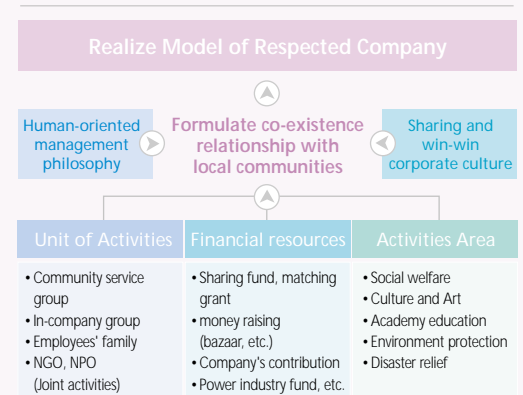 Realize Model of Respected Company
Human-oriented
management
philosophy
Formulate co-existence
relationship with
local communities
Sharing and
win-win
corporate culture
Unit of Activities
• Community service
group
• In-company group
• Employees' family
• NGO, NPO
(Joint activities)
Financial resources
• Sharing fund, matching
grant
• money raising
(bazaar, etc.)
• Company's contribution
• Power industry fund, etc.
Activities Area
• Social welfare
• Culture and Art
• Academy education
• Environment protection
• Disaster relief